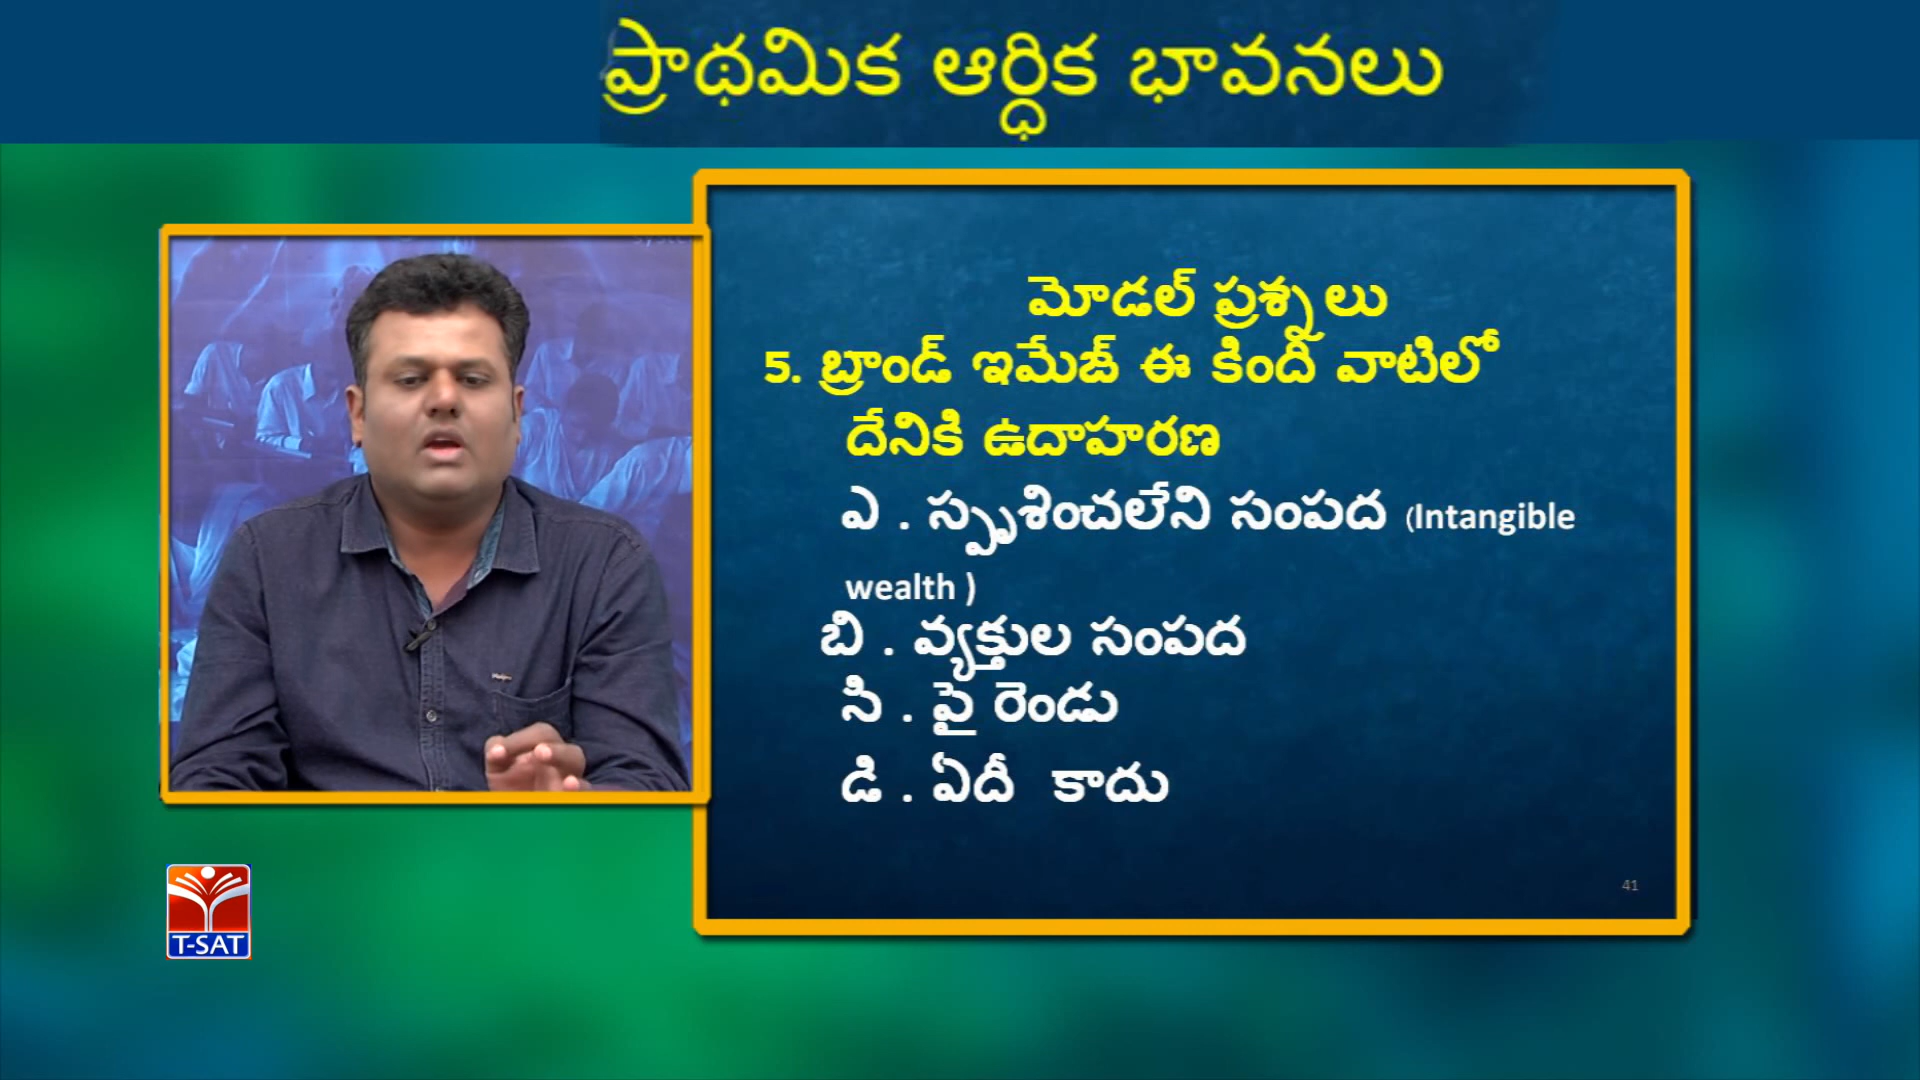 ప్రాథమిక ఆర్ధిక భావనలు
మోడల్ ప్రశ్నలు
5. బ్రాండ్ ఇమేజ్ ఈ కింది వాటిలో
దేనికి ఉదాహరణ
ఎ . స్పృశించలేని సంపద (Intangible
wealth )
బి . వ్యక్తుల సంపద
సి . పై రెండు
డి . ఏదీ కాదు
41
T-SAT